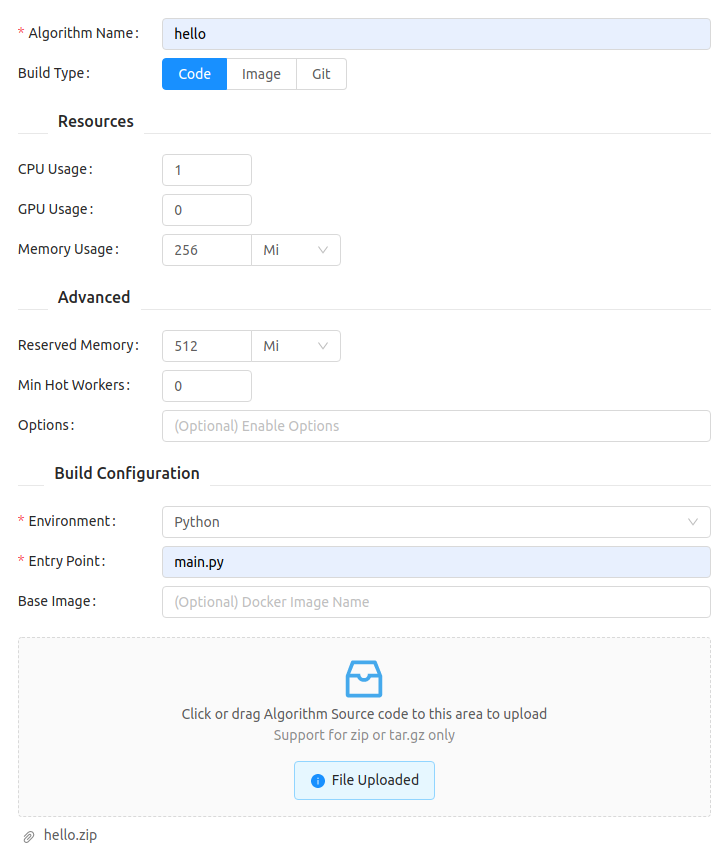 * Algorithm Name: hello
Build Type: Code Image Git
Resources
CPU Usage: 1
GPU Usage: 0
Memory Usage: 256 Mi
Advanced
Reserved Memory: 512 Mi
Min Hot Workers: 0
Options: (Optional) Enable Options
Build Configuration
* Environment: Python
* Entry Point: main.py
Base Image: (Optional) Docker Image Name
Click or drag Algorithm Source code to this area to upload
Support for zip or tar.gz only
File Uploaded
hello.zip